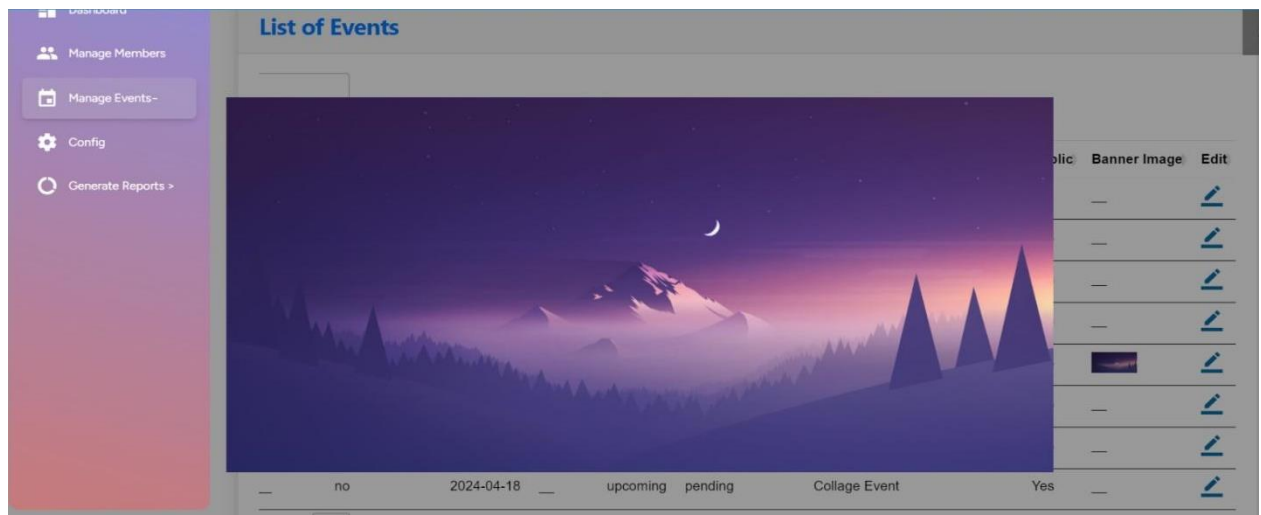 Dashboard
Manage Members
Manage Events-
Config
Generate Reports >
List of Events
Banner Image Edit
no 2024-04-18 upcoming pending Collage Event Yes